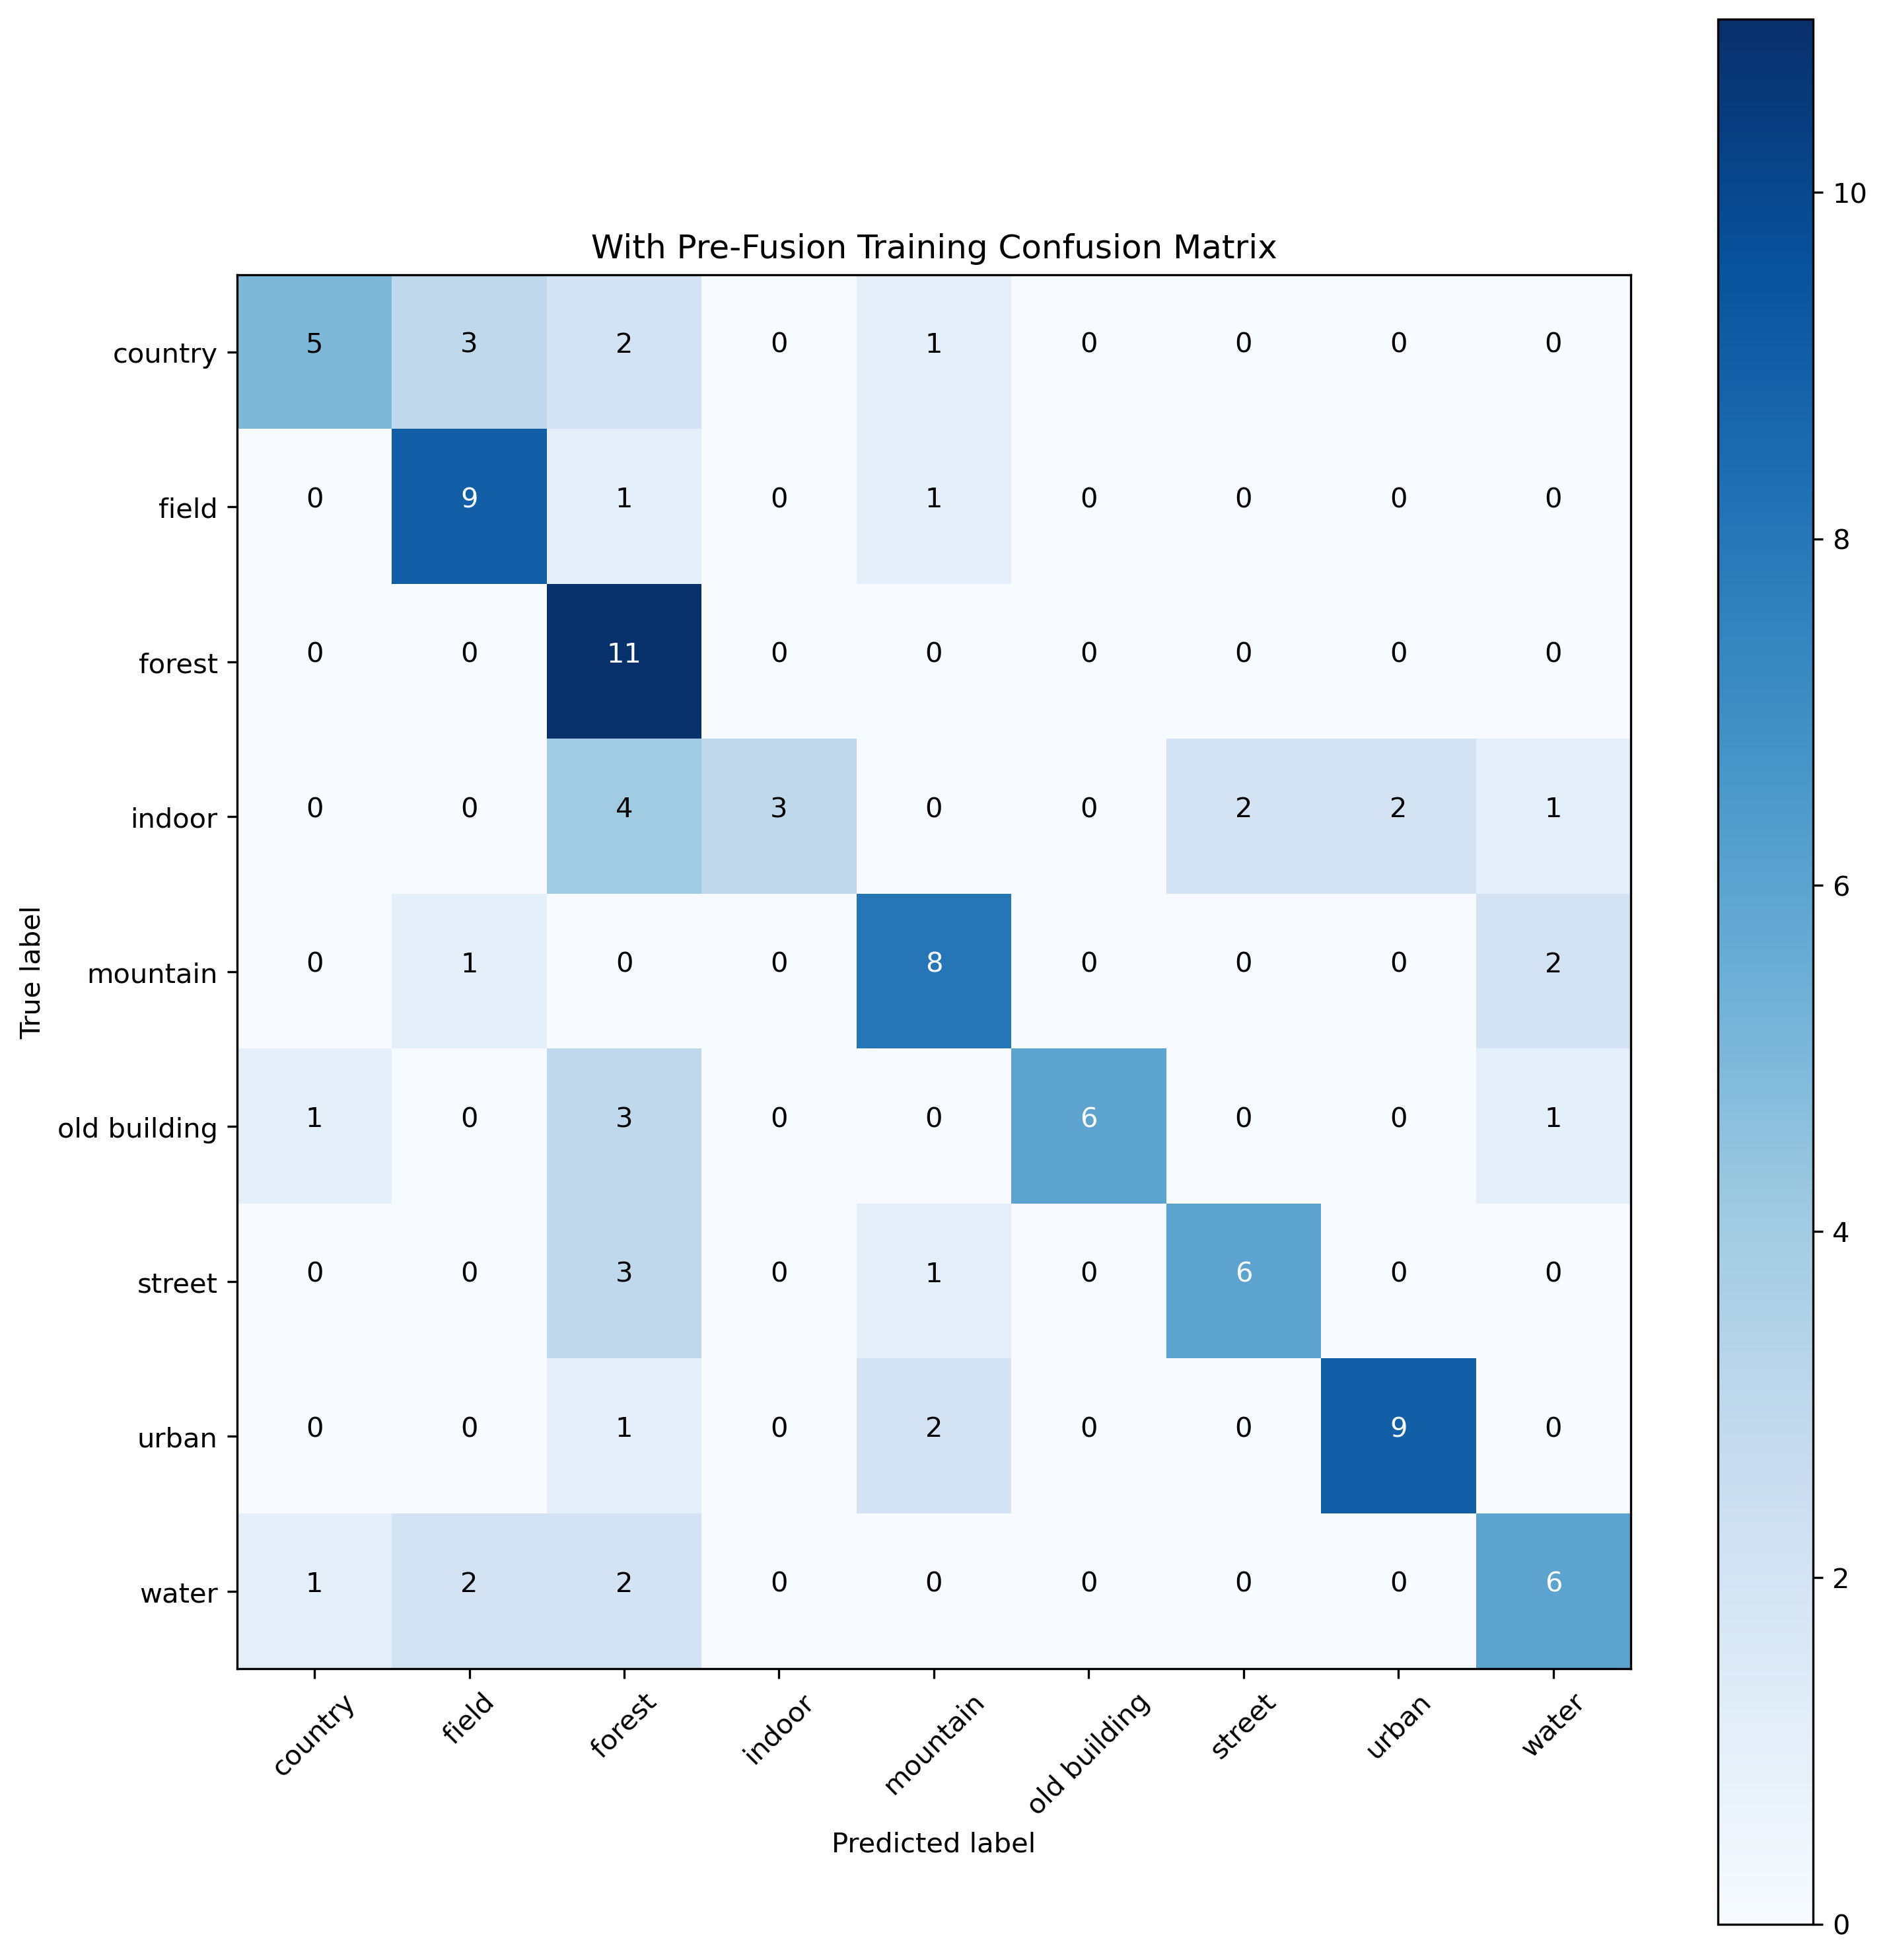 With Pre-Fusion Training Confusion Matrix
country 5 3 2 0 1 0 0 0 0
field 0 9 1 0 1 0 0 0 0
forest 0 0 11 0 0 0 0 0 0
indoor 0 0 4 3 0 0 2 2 1
mountain 0 1 0 0 8 0 0 0 2
old building 1 0 3 0 0 6 0 0 1
street 0 0 3 0 1 0 6 0 0
urban 0 0 1 0 2 0 0 9 0
water 1 2 2 0 0 0 0 0 6
True label
country field forest indoor mountain old building street urban water
Predicted label
10
8
6
4
2
0